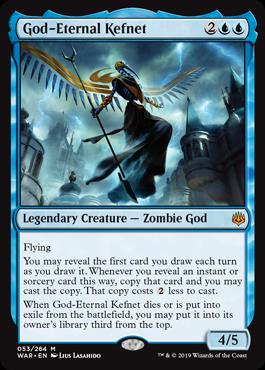 God-Eternal Kefnet 2
Legendary Creature — Zombie God
Flying
You may reveal the first card you draw each
turn as you draw it. Whenever you reveal an instant or
sorcery card this way, copy that card and you may
cast the copy. That copy costs 2 less to cast.
When God-Eternal Kefnet dies or is put into
exile from the battlefield, you may put it into its
owner's library third from the top.
4/5
053/264 M
WAR • EN Lius Lasahido
™ & © 2019 Wizards of the Coast